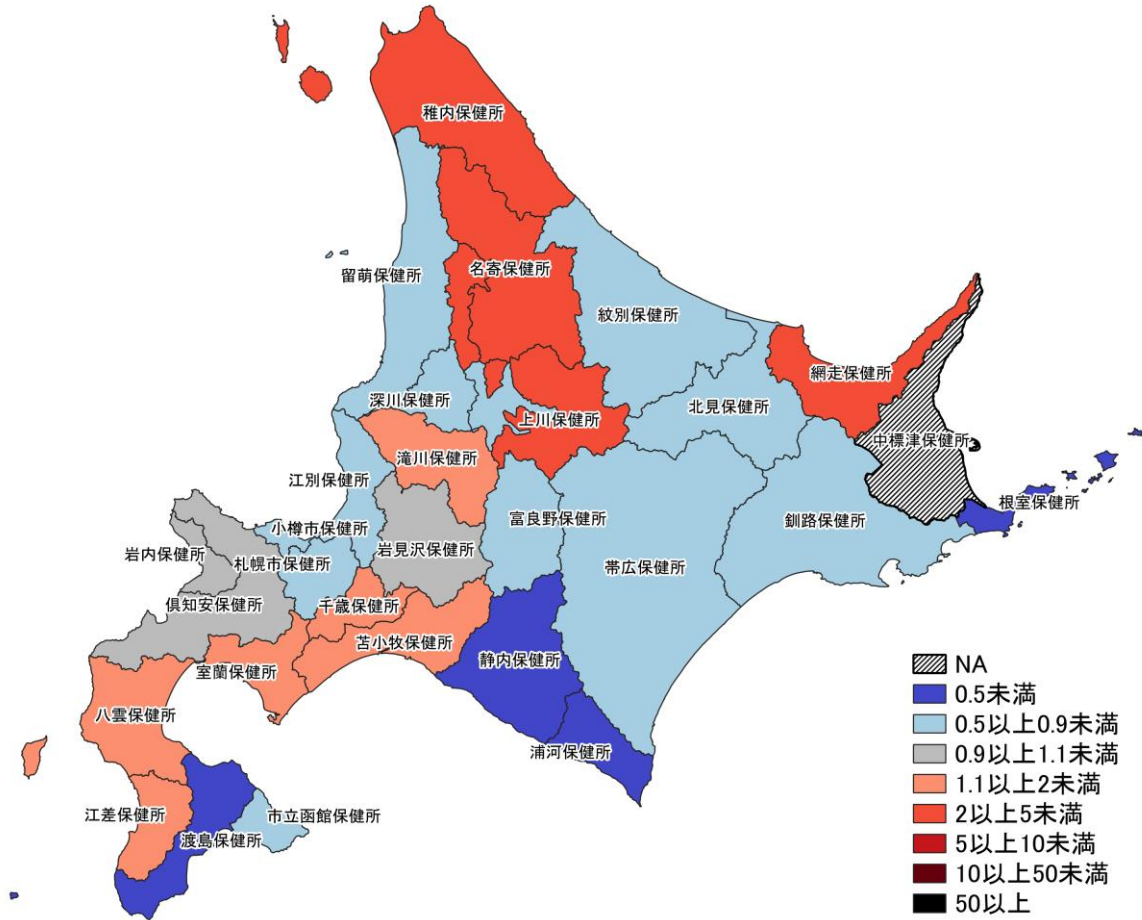 稚内保健所
名寄保健所
留萌保健所
紋別保健所
網走保健所
深川保健所
北見保健所
上川保健所
中標津保健所
滝川保健所
江別保健所
根室保健所
富良野保健所
釧路保健所
小樽市保健所
岩見沢保健所
岩内保健所
札幌市保健所
帯広保健所
倶知安保健所
千歳保健所
苫小牧保健所
静内保健所
室蘭保健所
八雲保健所
浦河保健所
江差保健所
市立函館保健所
渡島保健所
NA
0.5未満
0.5以上0.9未満
0.9以上1.1未満
1.1以上2未満
2以上5未満
5以上10未満
10以上50未満
50以上